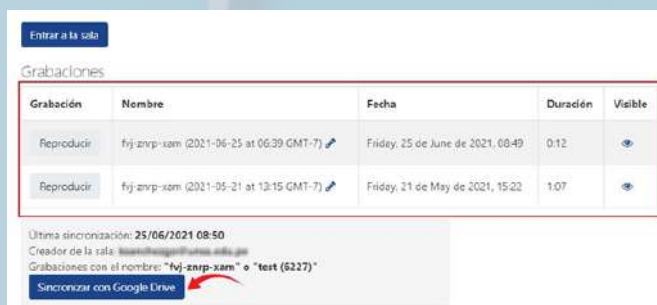 Entrar a la sala
Grabaciones
Grabación Nombre Fecha Duración Visible
Reproducir fvj-znrp-xam (2021-06-25 at 06:39 GMT-7) Friday, 25 de June de 2021, 08:49 0:12
Reproducir fvj-znrp-xam (2021-05-21 at 13:15 GMT-7) Friday, 21 de May de 2021, 15:22 1:07
Última sincronización: 25/06/2021 08:50
Creador de la sala:
Grabaciones con el nombre: "fvj-znrp-xam" o "test (6227)"
Sincronizar con Google Drive